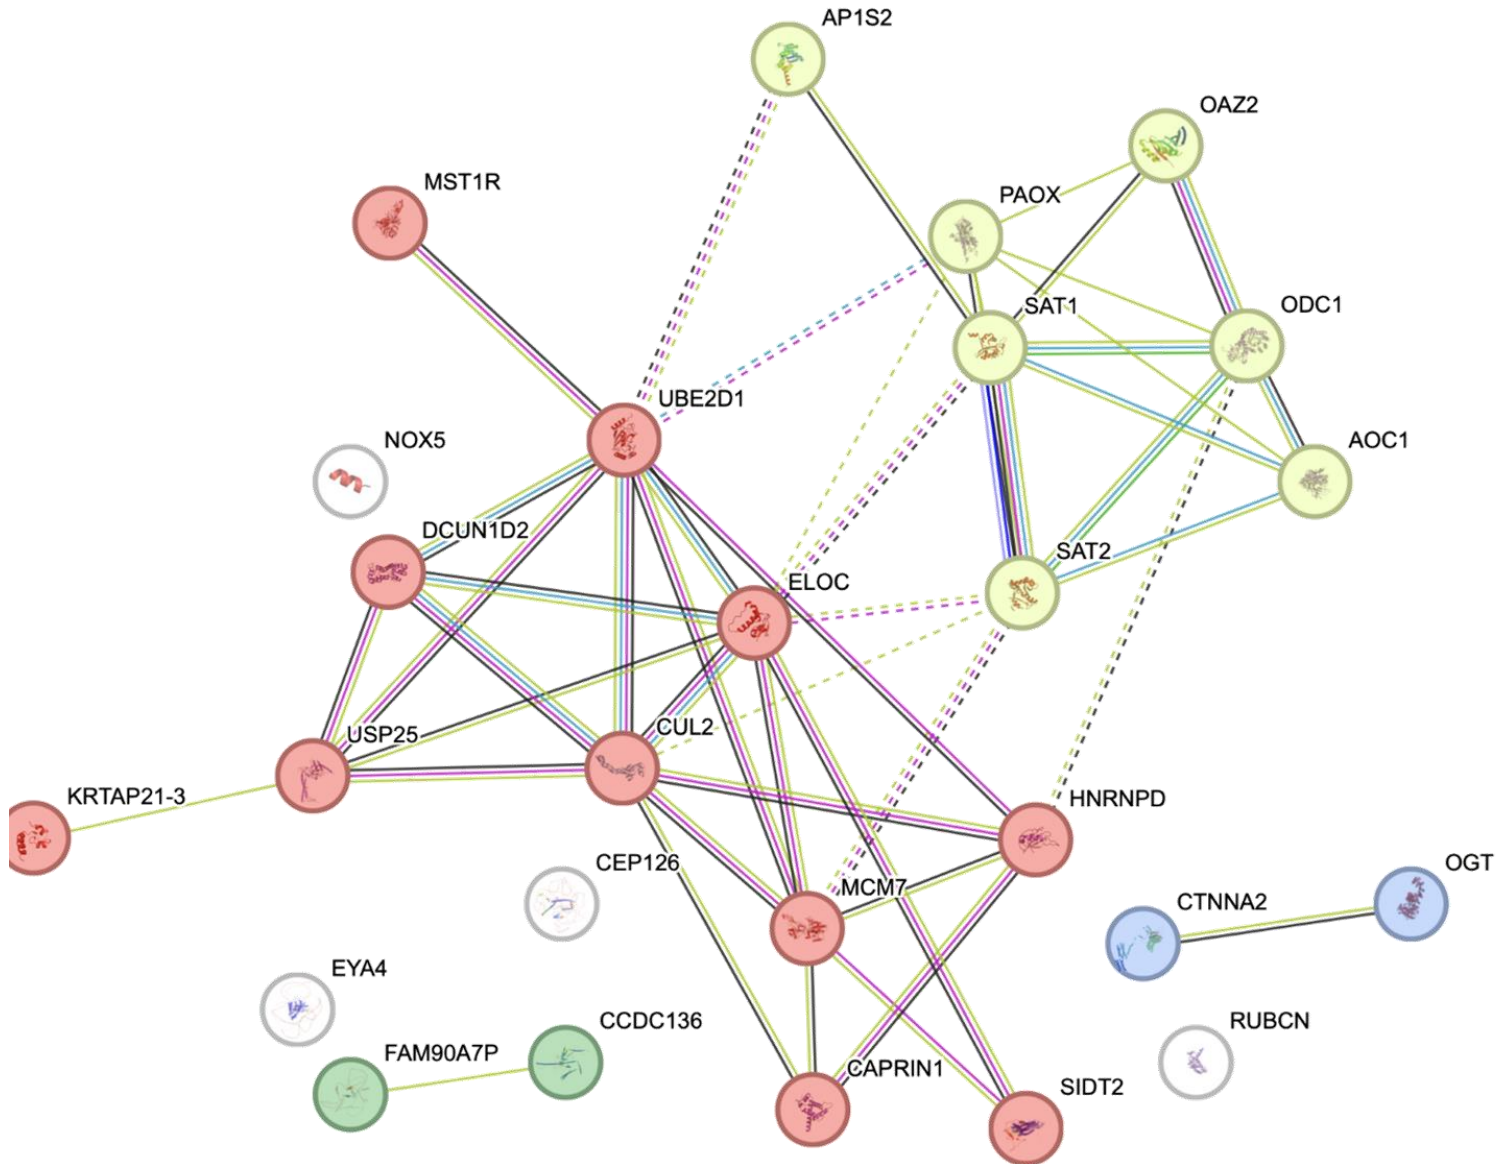 AP1S2
OAZ2
MST1R
PAOX
SAT1
ODC1
UBE2D1
NOX5
AOC1
DCUN1D2
SAT2
ELOC
USP25
CUL2
KRTAP21-3
HNRNPD
CEP126
MCM7
OGT
CTNNA2
EYA4
CCDC136
RUBCN
FAM90A7P
CAPRIN1
SIDT2